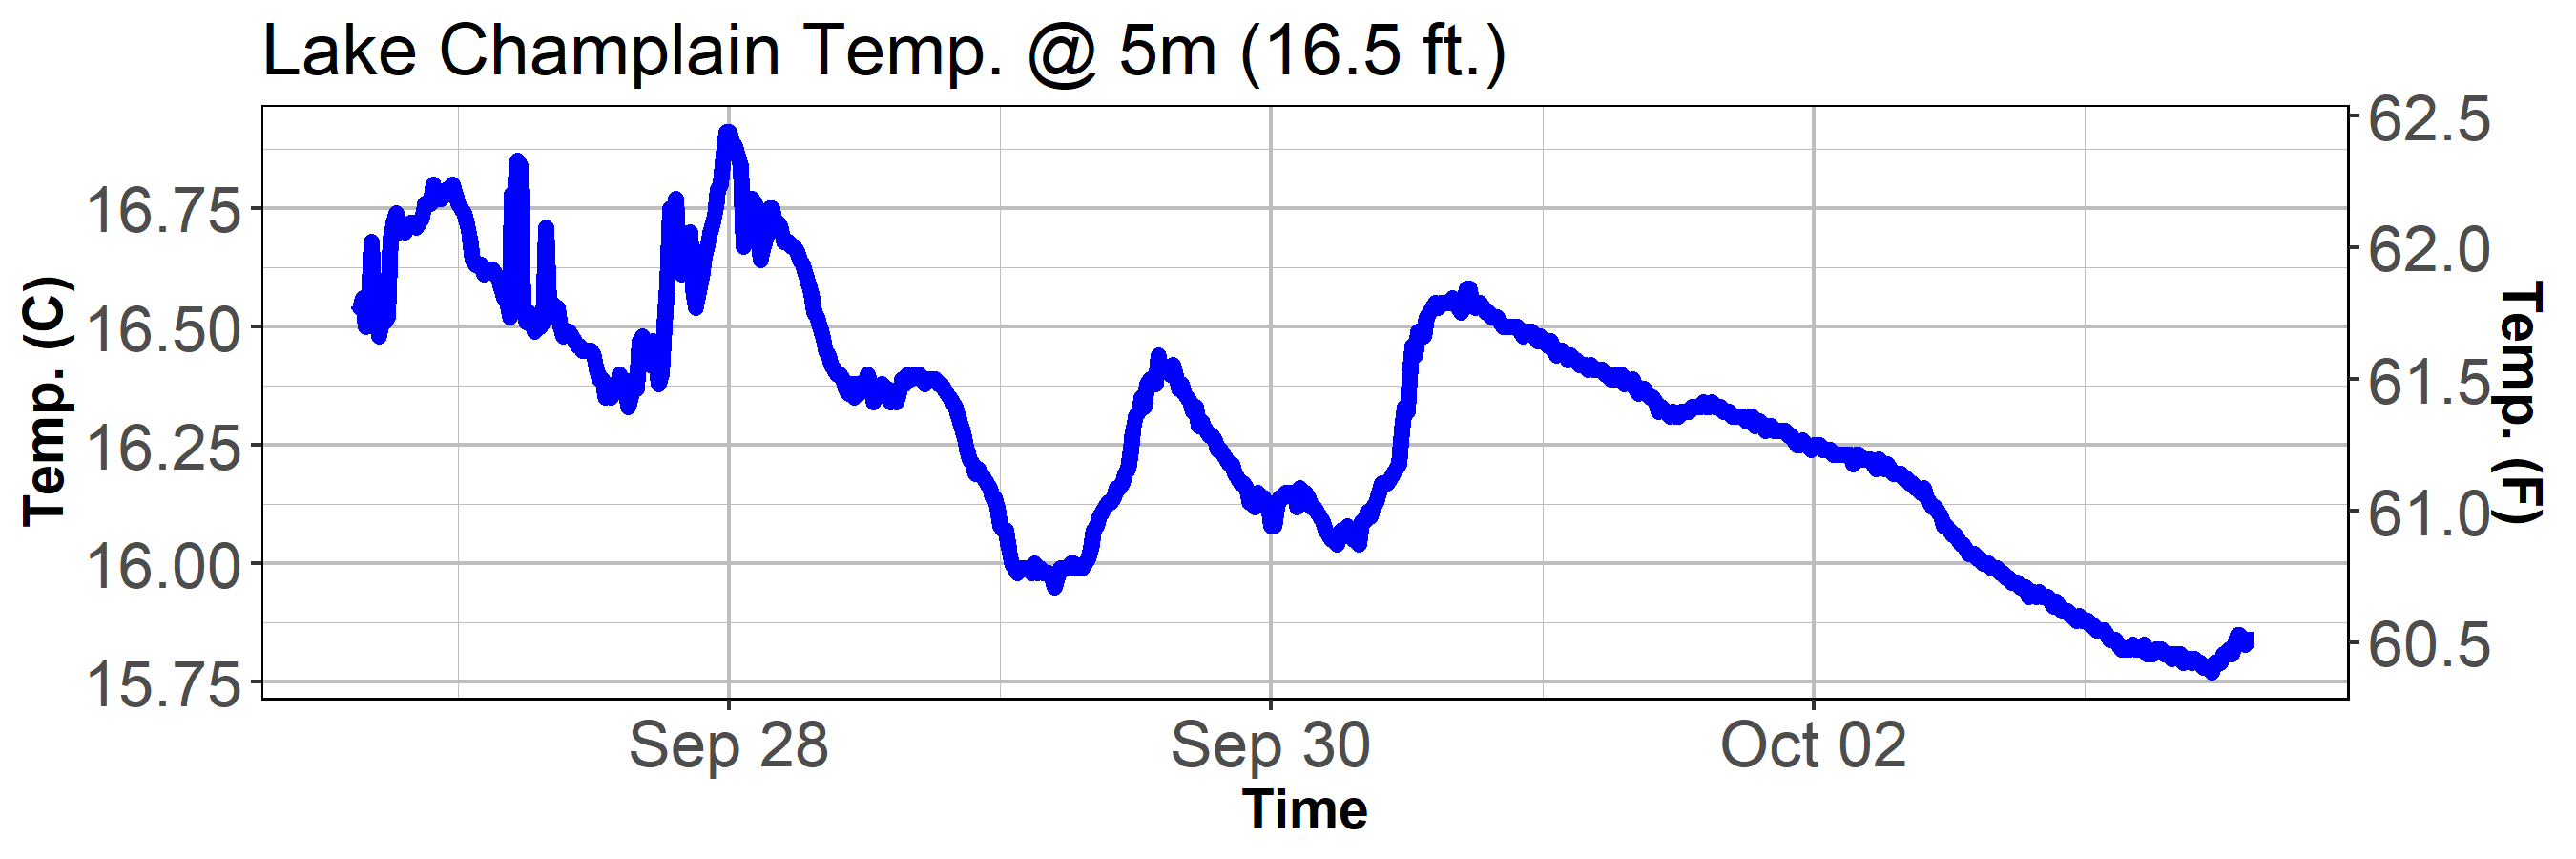 Lake Champlain Temp. @ 5m (16.5 ft.)
Temp. (C)
16.75
16.50
16.25
16.00
15.75
62.5
62.0
61.5
61.0
60.5
Temp. (F)
Sep 28
Sep 30
Oct 02
Time